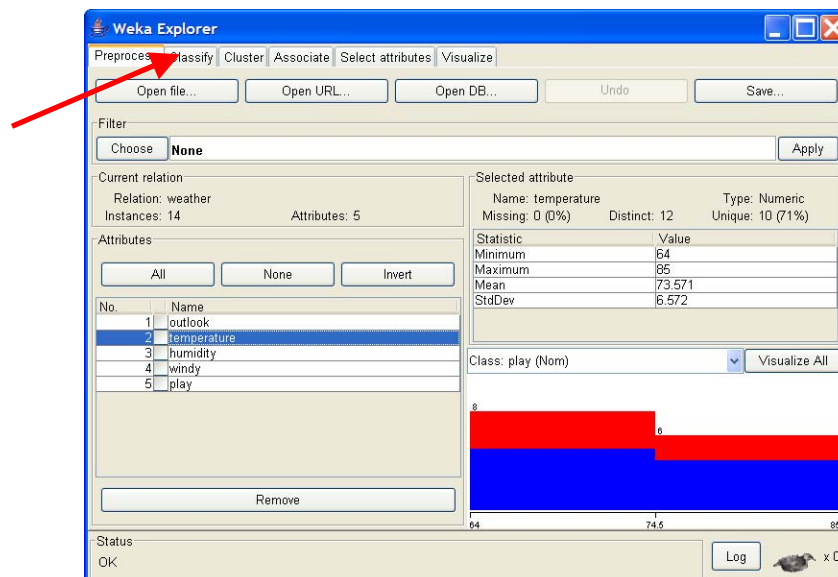 Weka Explorer
Preprocess Classify Cluster Associate Select attributes Visualize
Open file... Open URL... Open DB... Undo Save...
Filter
Choose None Apply
Current relation
Relation: weather
Instances: 14 Attributes: 5
Attributes
All None Invert
No. Name
1 outlook
2 temperature
3 humidity
4 windy
5 play
Remove
Selected attribute
Name: temperature Type: Numeric
Missing: 0 (0%) Distinct: 12 Unique: 10 (71%)
Statistic Value
Minimum 64
Maximum 85
Mean 73.571
StdDev 6.572
Class: play (Nom) Visualize All
8
6
64 74.5 85
Status
OK
Log x 0